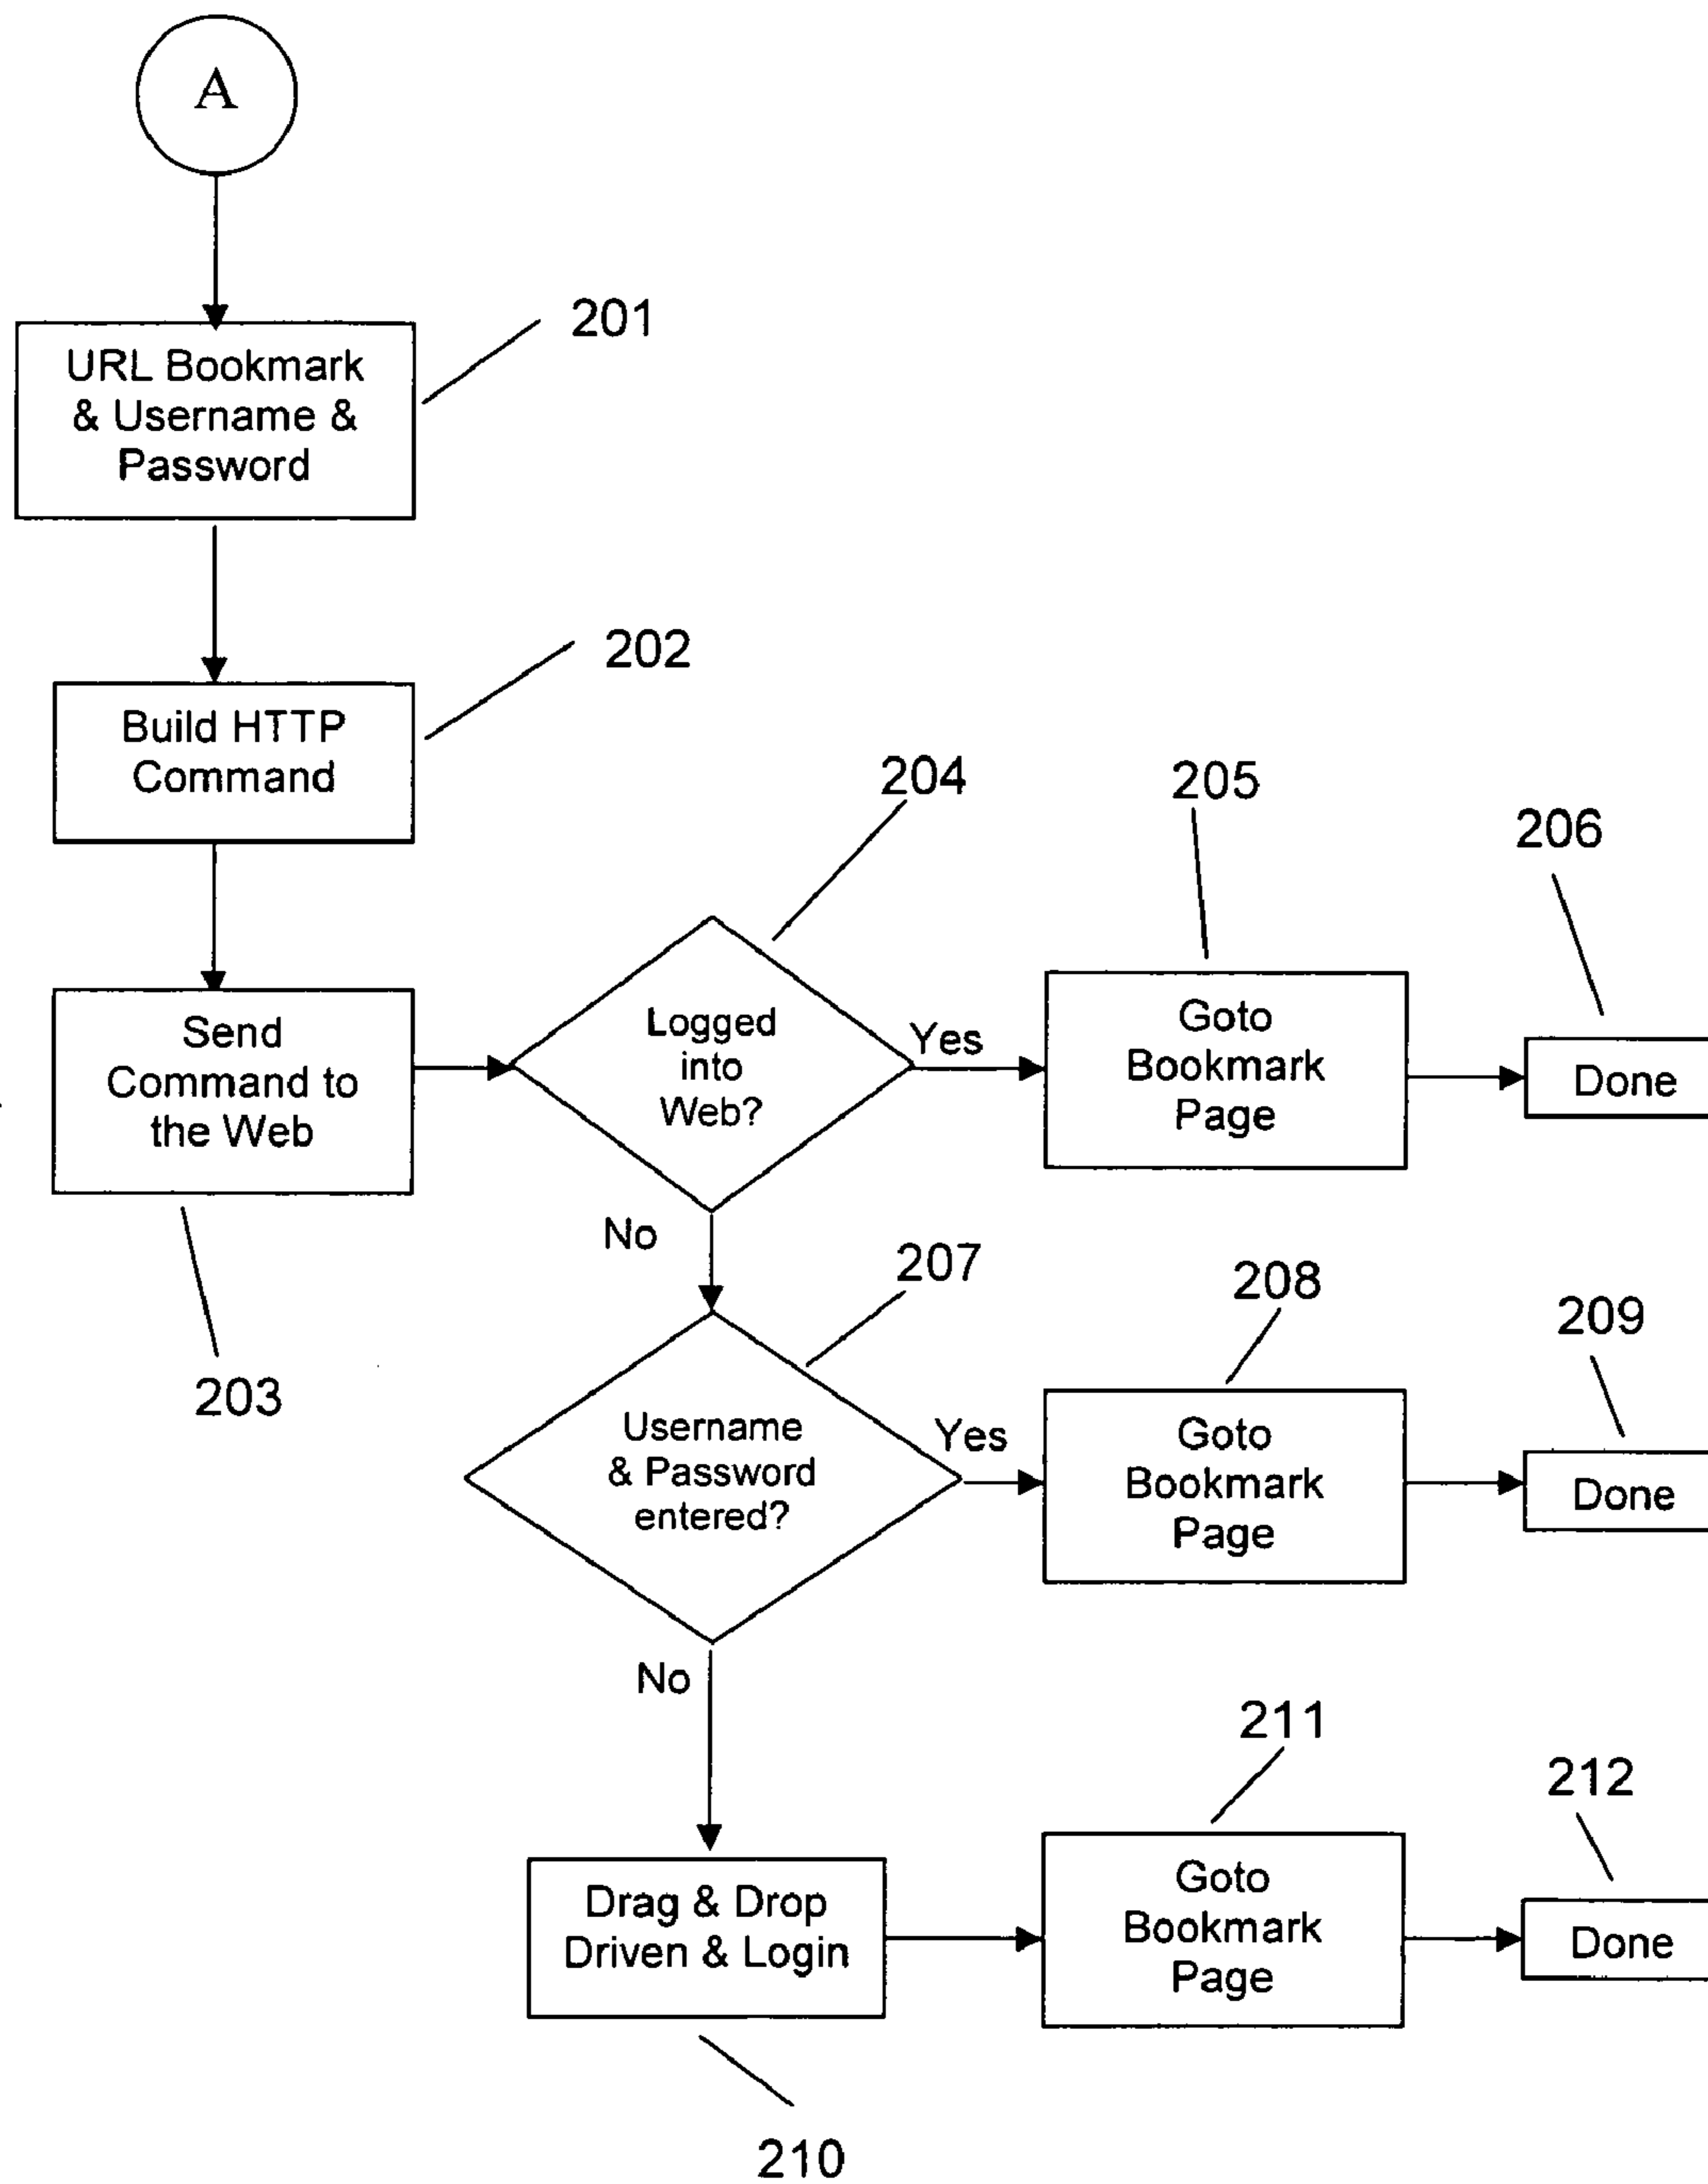 A
201
URL Bookmark
& Username &
Password
202
Build HTTP
Command
204
205
206
Send
Command to
the Web
203
Logged
into
Web?
Yes
Goto
Bookmark
Page
Done
No
207
208
209
Username
& Password
entered?
Yes
Goto
Bookmark
Page
Done
No
211
212
Drag & Drop
Driven & Login
210
Goto
Bookmark
Page
Done